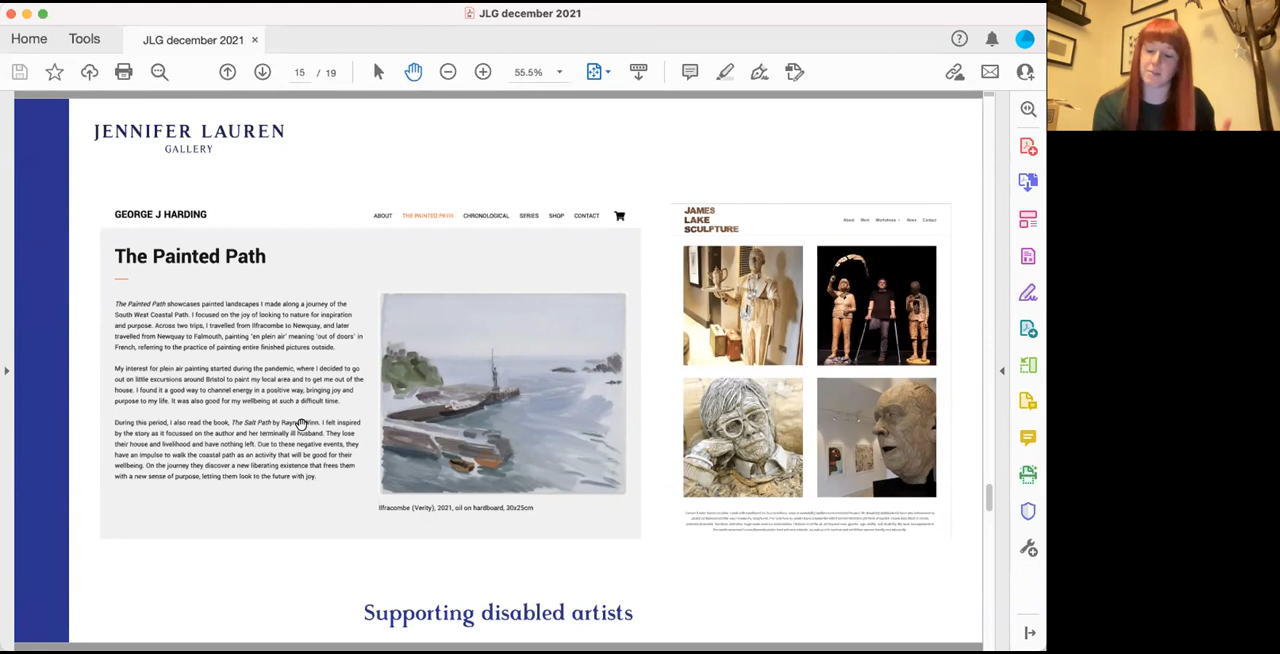 JLG december 2021
Home
Tools
JLG december 2021 ×
15 / 19
55.5%
JENNIFER LAUREN
GALLERY
GEORGE J HARDING
ABOUT THE PAINTED PATH CHRONOLOGICAL SERIES SHOP CONTACT
The Painted Path
The Painted Path showcases painted landscapes I made along a journey of the
South West Coastal Path. I focused on the joy of looking to nature for inspiration
and purpose. Across two trips, I travelled from Ilfracombe to Newquay, and later
travelled from Newquay to Falmouth, painting 'en plein air' meaning 'out of doors' in
French, referring to the practice of painting entire finished pictures outside.
My interest for plein air painting started during the pandemic, where I decided to go
out on little excursions around Bristol to paint my local area and to get me out of the
house. I found it a good way to channel energy in a positive way, bringing joy and
purpose to my life. It was also good for my wellbeing at such a difficult time.
During this period, I also read the book, The Salt Path by Raynor Winn. I felt inspired
by the story as it focussed on the author and her terminally ill husband. They lose
their house and livelihood and have nothing left. Due to these negative events, they
have an impulse to walk the coastal path as an activity that will be good for their
wellbeing. On the journey they discover a new liberating existence that frees them
with a new sense of purpose, letting them look to the future with joy.
Ilfracombe (Verity), 2021, oil on hardboard, 30x25cm
JAMES
LAKE
SCULPTURE
About Work Workshops News Contact
Supporting disabled artists